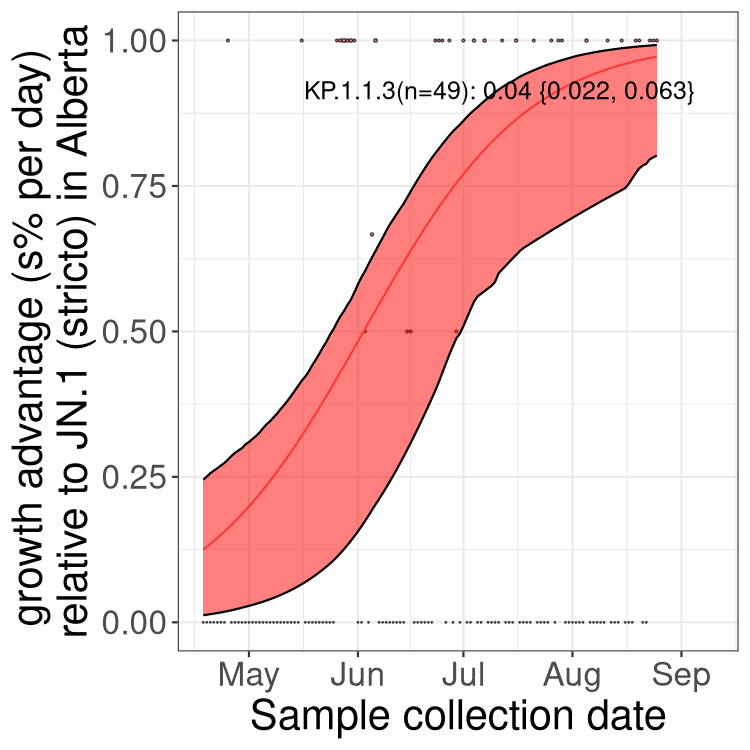 growth advantage (s% per day)
relative to JN.1 (stricto) in Alberta
1.00
0.75
0.50
0.25
0.00
KP.1.1.3(n=49): 0.04 {0.022, 0.063}
May Jun Jul Aug Sep
Sample collection date